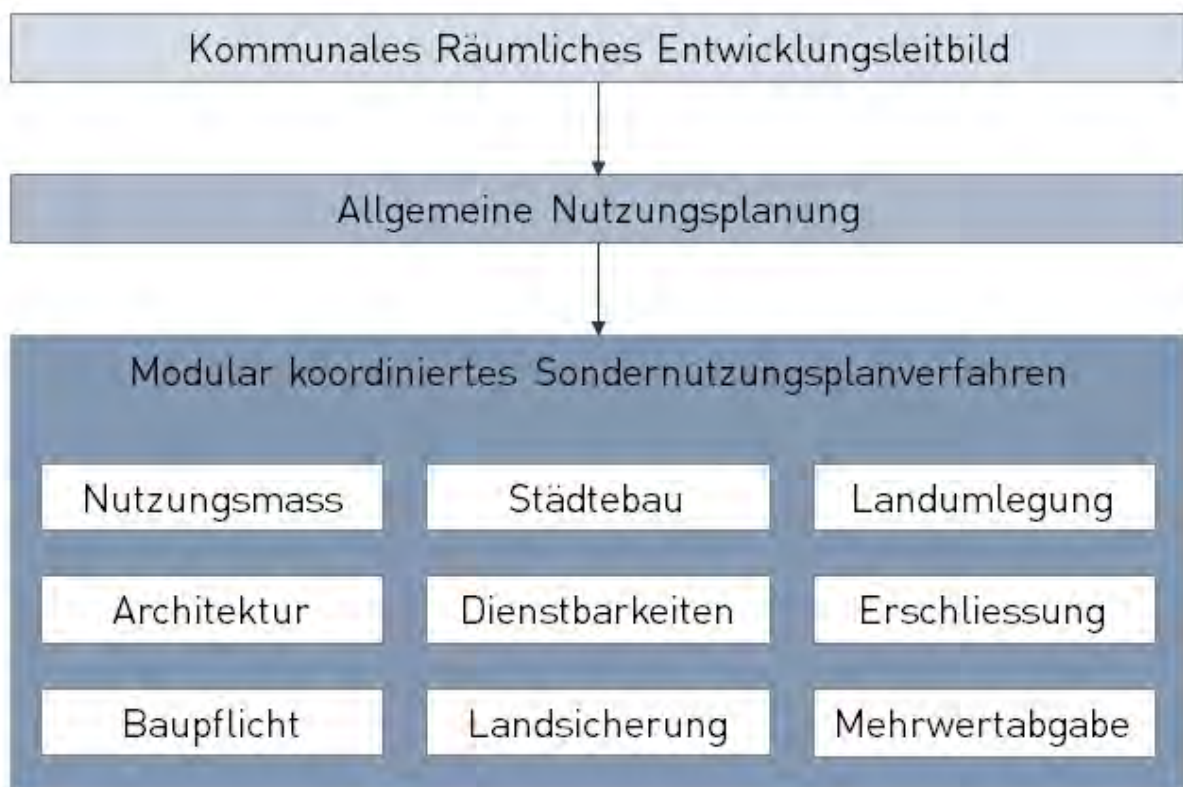 Kommunales Räumliches Entwicklungsleitbild
Allgemeine Nutzungsplanung
Modular koordiniertes Sondernutzungsplanverfahren
Nutzungsmass
Städtebau
Landumlegung
Architektur
Dienstbarkeiten
Erschliessung
Baupflicht
Landsicherung
Mehrwertabgabe